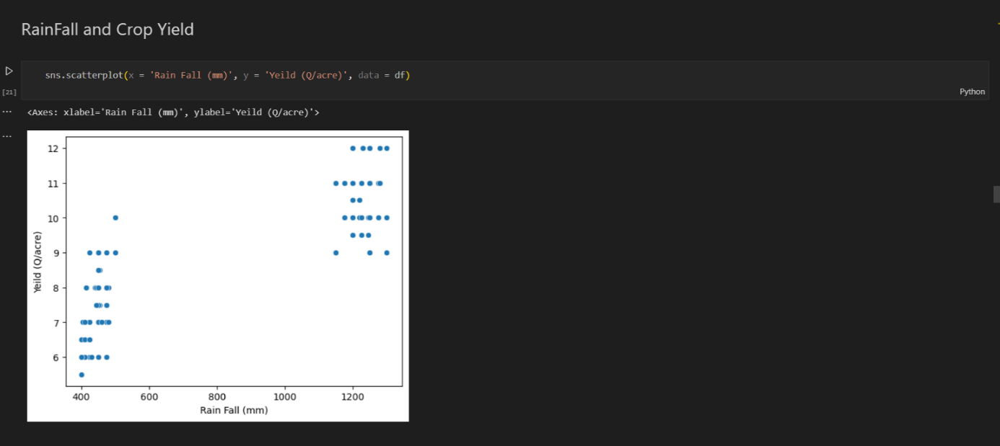 RainFall and Crop Yield
sns.scatterplot(x = 'Rain Fall (mm)', y = 'Yeild (Q/acre)', data = df)
[21]
Python
...
<Axes: xlabel='Rain Fall (mm)', ylabel='Yeild (Q/acre)'>
...
12
11
10
9
8
7
6
Yeild (Q/acre)
400 600 800 1000 1200
Rain Fall (mm)